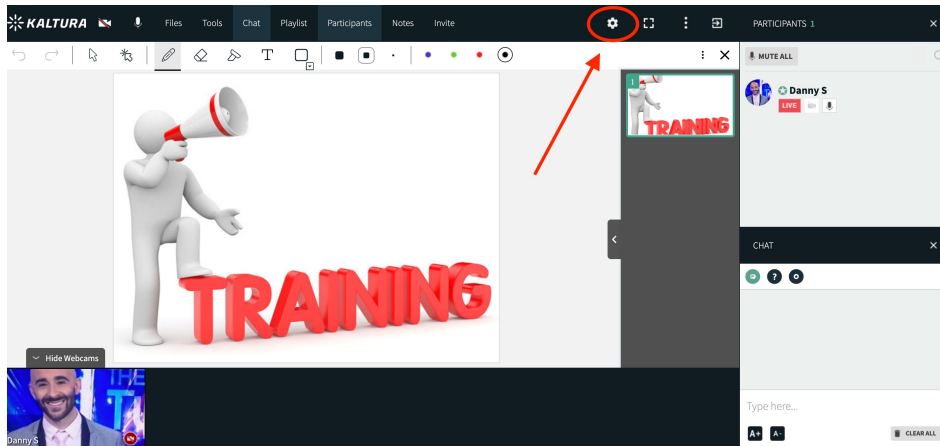 KALTURA Files Tools Chat Playlist Participants Notes Invite
PARTICIPANTS 1
T
MUTE ALL
Danny S
LIVE
1
TRAINING
TRAINING
CHAT
?
Hide Webcams
THE
Danny S
Type here...
A+ A-
CLEAR ALL